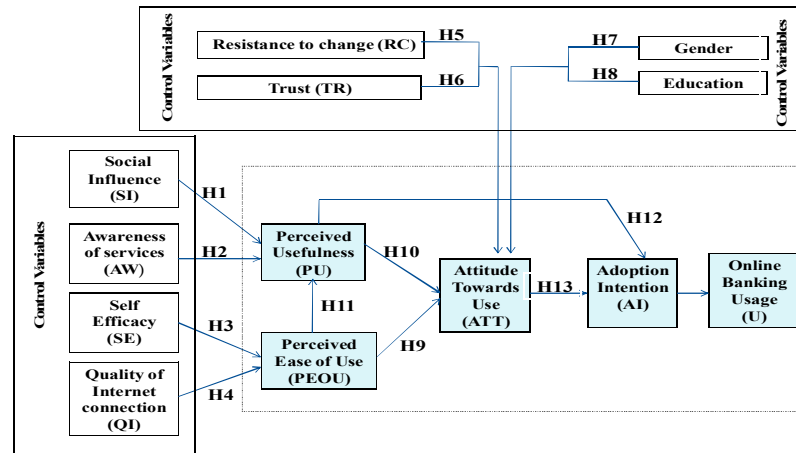 Control Variables
Resistance to change (RC)
H5
Trust (TR)
H6
H7
Gender
H8
Education
Control Variables
Control Variables
Social
Influence
(SI)
H1
Awareness
of services
(AW)
H2
Self
Efficacy
(SE)
H3
Quality of
Internet
connection
(QI)
H4
Perceived
Usefulness
(PU)
H10
H11
Perceived
Ease of Use
(PEOU)
H9
H12
Attitude
Towards
Use
(ATT)
H13
Adoption
Intention
(AI)
Online
Banking
Usage
(U)